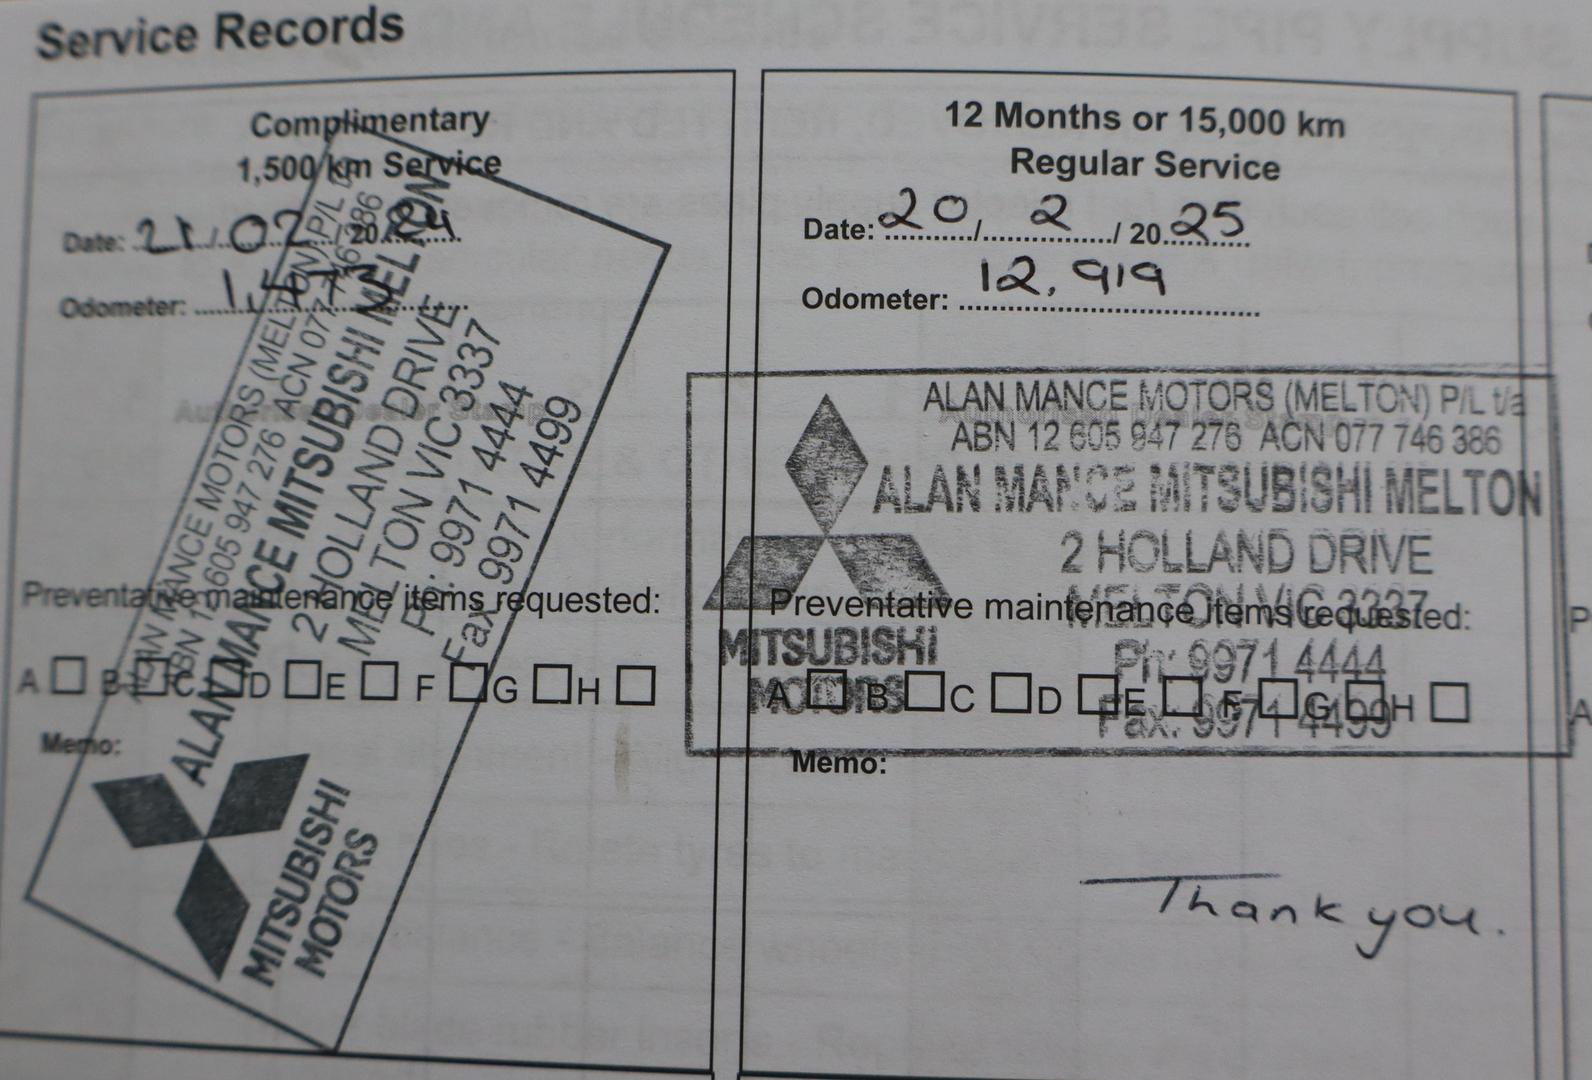 Service Records
Complimentary
1,500 km Service
Date: 21/02/2024
Odometer: 1,473
ALAN MANCE MOTORS (MELTON) P/L
ABN 12 605 947 276 ACN 077 746 386
ALAN MANCE MITSUBISHI MELTON
2 HOLLAND DRIVE
MELTON VIC 3337
P: 9971 4444
Fax 9971 4499
MITSUBISHI
MOTORS
Authorised Dealer Stamp
Preventative maintenance items requested:
A B C D E F G H
Memo:
12 Months or 15,000 km
Regular Service
Date: 20/2/2025
Odometer: 12,919
ALAN MANCE MOTORS (MELTON) P/L t/a
ABN 12 605 947 276 ACN 077 746 386
ALAN MANCE MITSUBISHI MELTON
2 HOLLAND DRIVE
MELTON VIC 3337
Ph: 9971 4444
Fax: 9971 4499
MITSUBISHI
MOTORS
Preventative maintenance items requested:
A B C D E F G H
Memo:
Thank you.